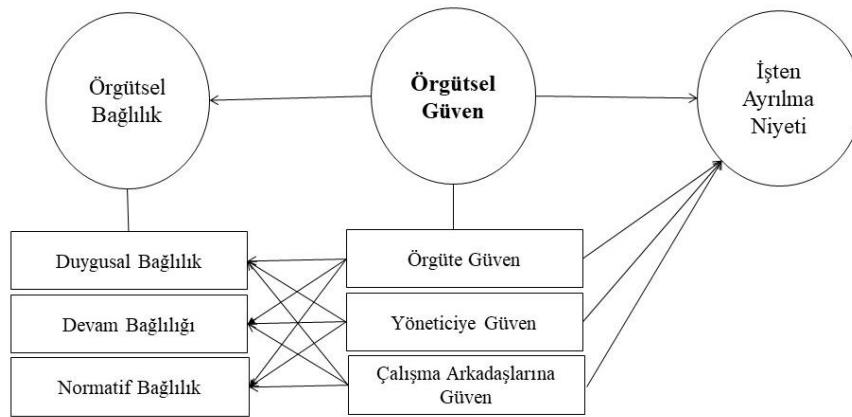 Örgütsel
Bağlılık
Örgütsel
Güven
İşten
Ayrılma
Niyeti
Duygusal Bağlılık
Örgüte Güven
Devam Bağlılığı
Yöneticiye Güven
Normatif Bağlılık
Çalışma Arkadaşlarına
Güven